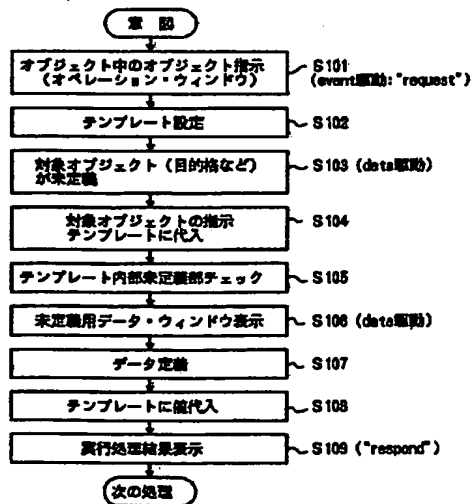 意 図
オブジェクト中のオブジェクト指示 S101
(オペレーション・ウィンドウ) (event駆動:"request")
テンプレート設定 S102
対象オブジェクト(目的格など) S103 (data駆動)
が未定義
対象オブジェクトの指示 S104
テンプレートに代入
テンプレート内部未定義部チェック S105
未定義用データ・ウィンドウ表示 S106 (data駆動)
データ定義 S107
テンプレートに値代入 S108
実行処理結果表示 S109 ("respond")
次の処理